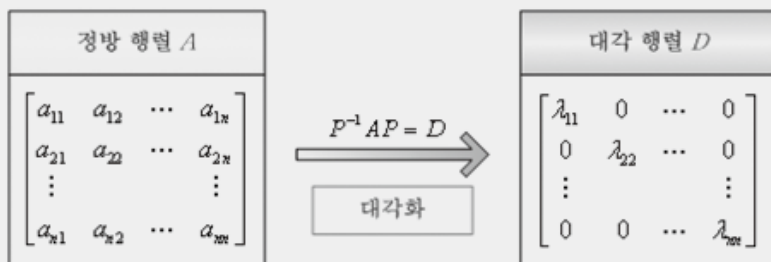 정방 행렬 A
a₁₁ a₁₂ ⋯ a₁ₙ
a₂₁ a₂₂ ⋯ a₂ₙ
⋮ ⋮
aₙ₁ aₙ₂ ⋯ aₙₙ
P⁻¹AP = D
대각화
대각 행렬 D
λ₁₁ 0 ⋯ 0
0 λ₂₂ ⋯ 0
⋮ ⋮
0 0 ⋯ λₙₙ